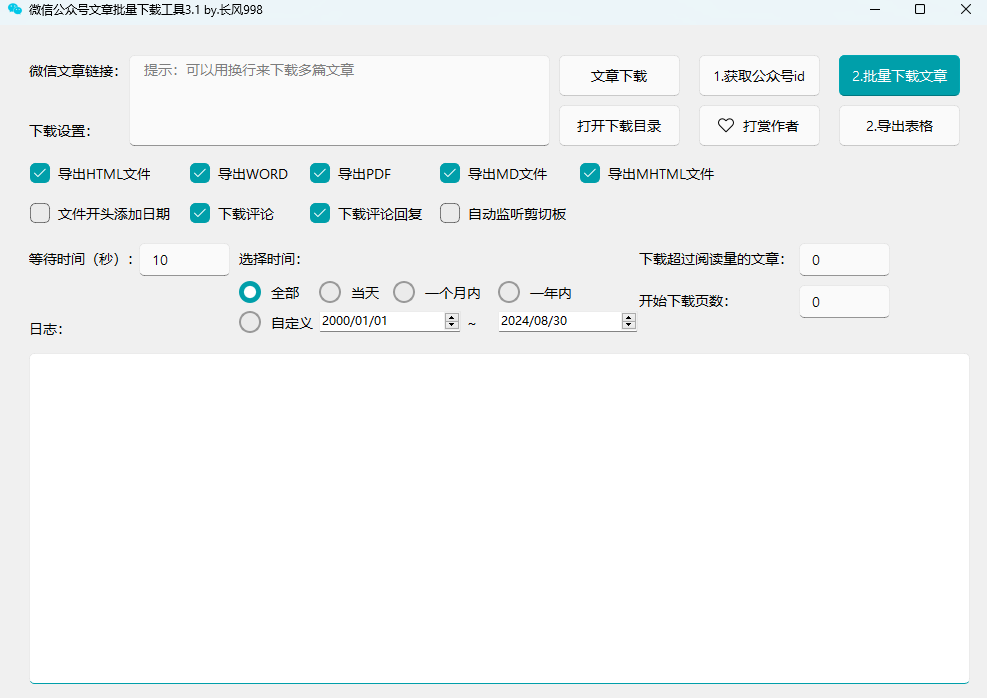 微信公众号文章批量下载工具3.1 by.长风998
微信文章链接：
提示：可以用换行来下载多篇文章
文章下载
1.获取公众号id
2.批量下载文章
下载设置：
打开下载目录
打赏作者
2.导出表格
导出HTML文件
导出WORD
导出PDF
导出MD文件
导出MHTML文件
文件开头添加日期
下载评论
下载评论回复
自动监听剪切板
等待时间（秒）：
10
选择时间：
下载超过阅读量的文章：
0
全部
当天
一个月内
一年内
开始下载页数：
0
自定义
2000/01/01
~
2024/08/30
日志：